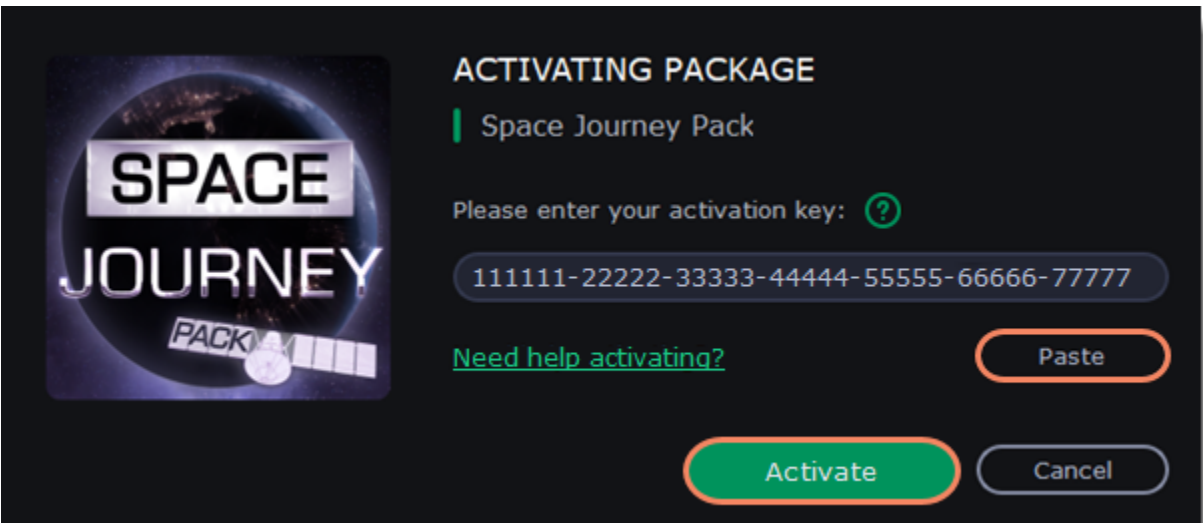 SPACE
JOURNEY
PACK
ACTIVATING PACKAGE
Space Journey Pack
Please enter your activation key: ?
111111-22222-33333-44444-55555-66666-77777
Need help activating?
Paste
Activate
Cancel